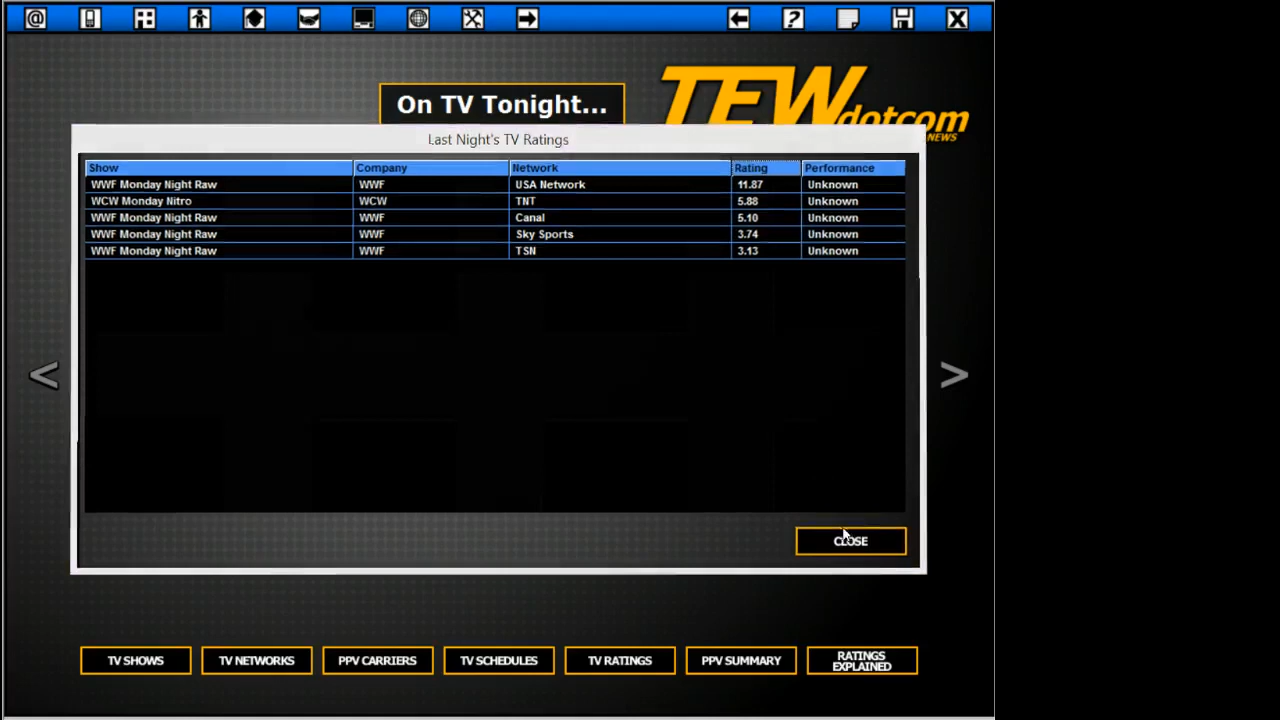 On TV Tonight...
TEW
dotcom
NEWS
Last Night's TV Ratings
Show Company Network Rating Performance
WWF Monday Night Raw WWF USA Network 11.87 Unknown
WCW Monday Nitro WCW TNT 5.88 Unknown
WWF Monday Night Raw WWF Canal 5.10 Unknown
WWF Monday Night Raw WWF Sky Sports 3.74 Unknown
WWF Monday Night Raw WWF TSN 3.13 Unknown
< >
CLOSE
TV SHOWS TV NETWORKS PPV CARRIERS TV SCHEDULES TV RATINGS PPV SUMMARY RATINGS
EXPLAINED